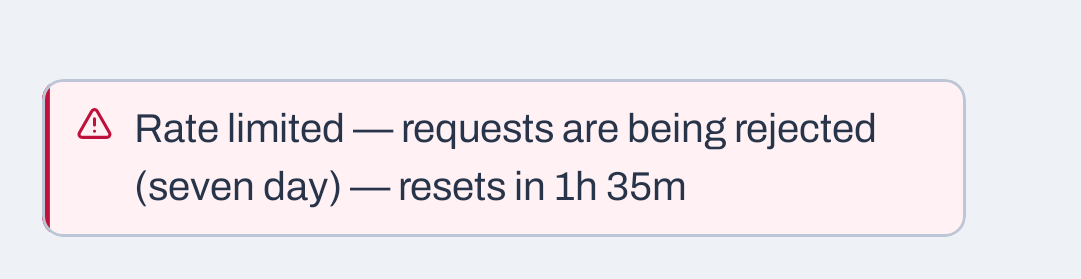 Rate limited — requests are being rejected
(seven day) — resets in 1h 35m